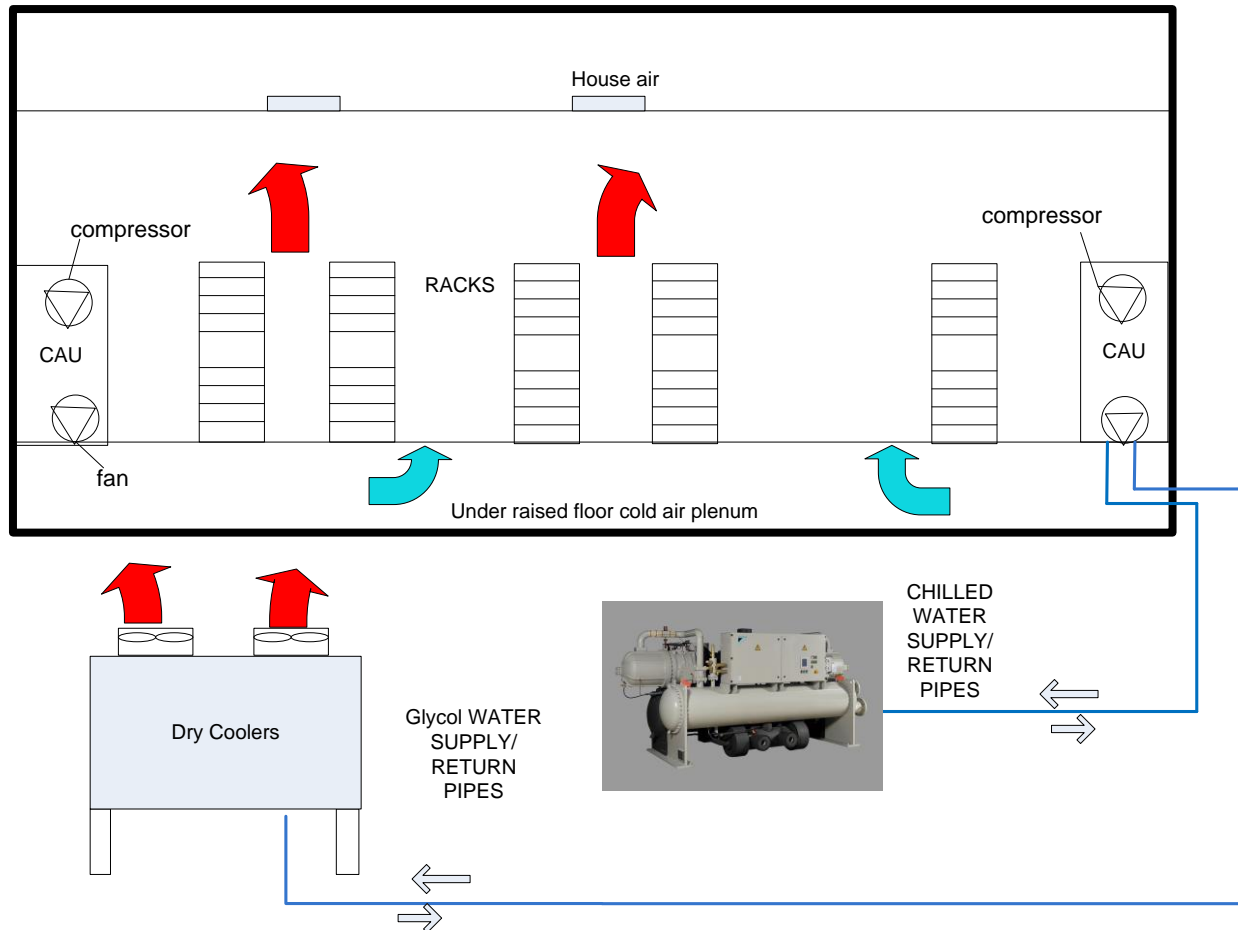 House air
compressor
compressor
RACKS
CAU
CAU
fan
Under raised floor cold air plenum
CHILLED
WATER
SUPPLY/
RETURN
PIPES
Glycol WATER
SUPPLY/
RETURN
PIPES
Dry Coolers